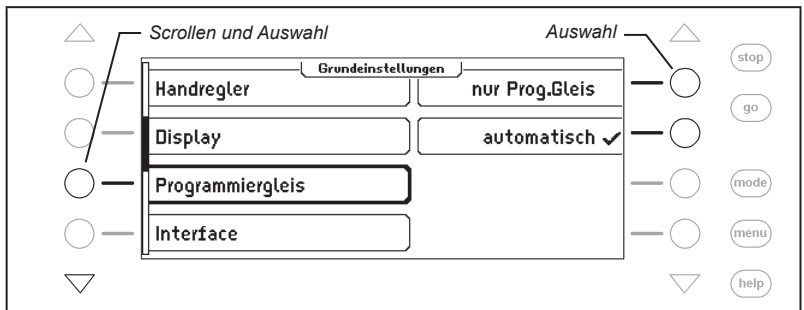 Scrollen und Auswahl
Auswahl
Grundeinstellungen
Handregler
nur Prog.Gleis
Display
automatisch
Programmiergleis
Interface
stop
go
mode
menu
help